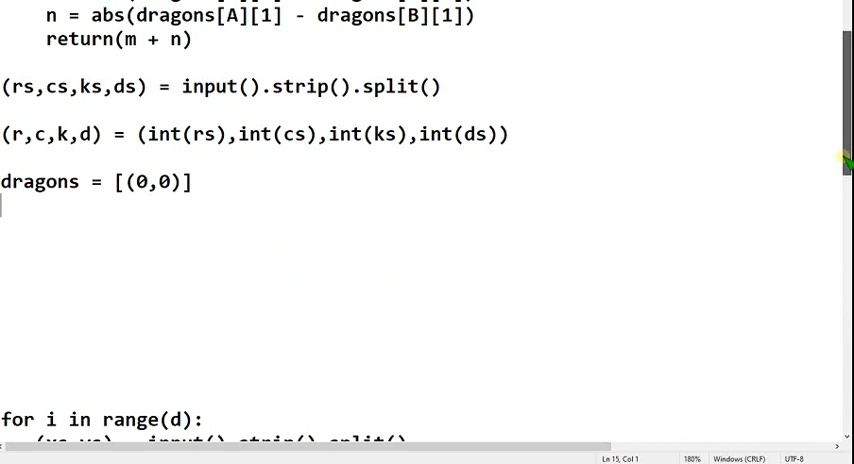 n = abs(dragons[A][1] - dragons[B][1])
return(m + n)
(rs,cs,ks,ds) = input().strip().split()
(r,c,k,d) = (int(rs),int(cs),int(ks),int(ds))
dragons = [(0,0)]
for i in range(d):
Ln 15, Col 1 180% Windows (CRLF) UTF-8